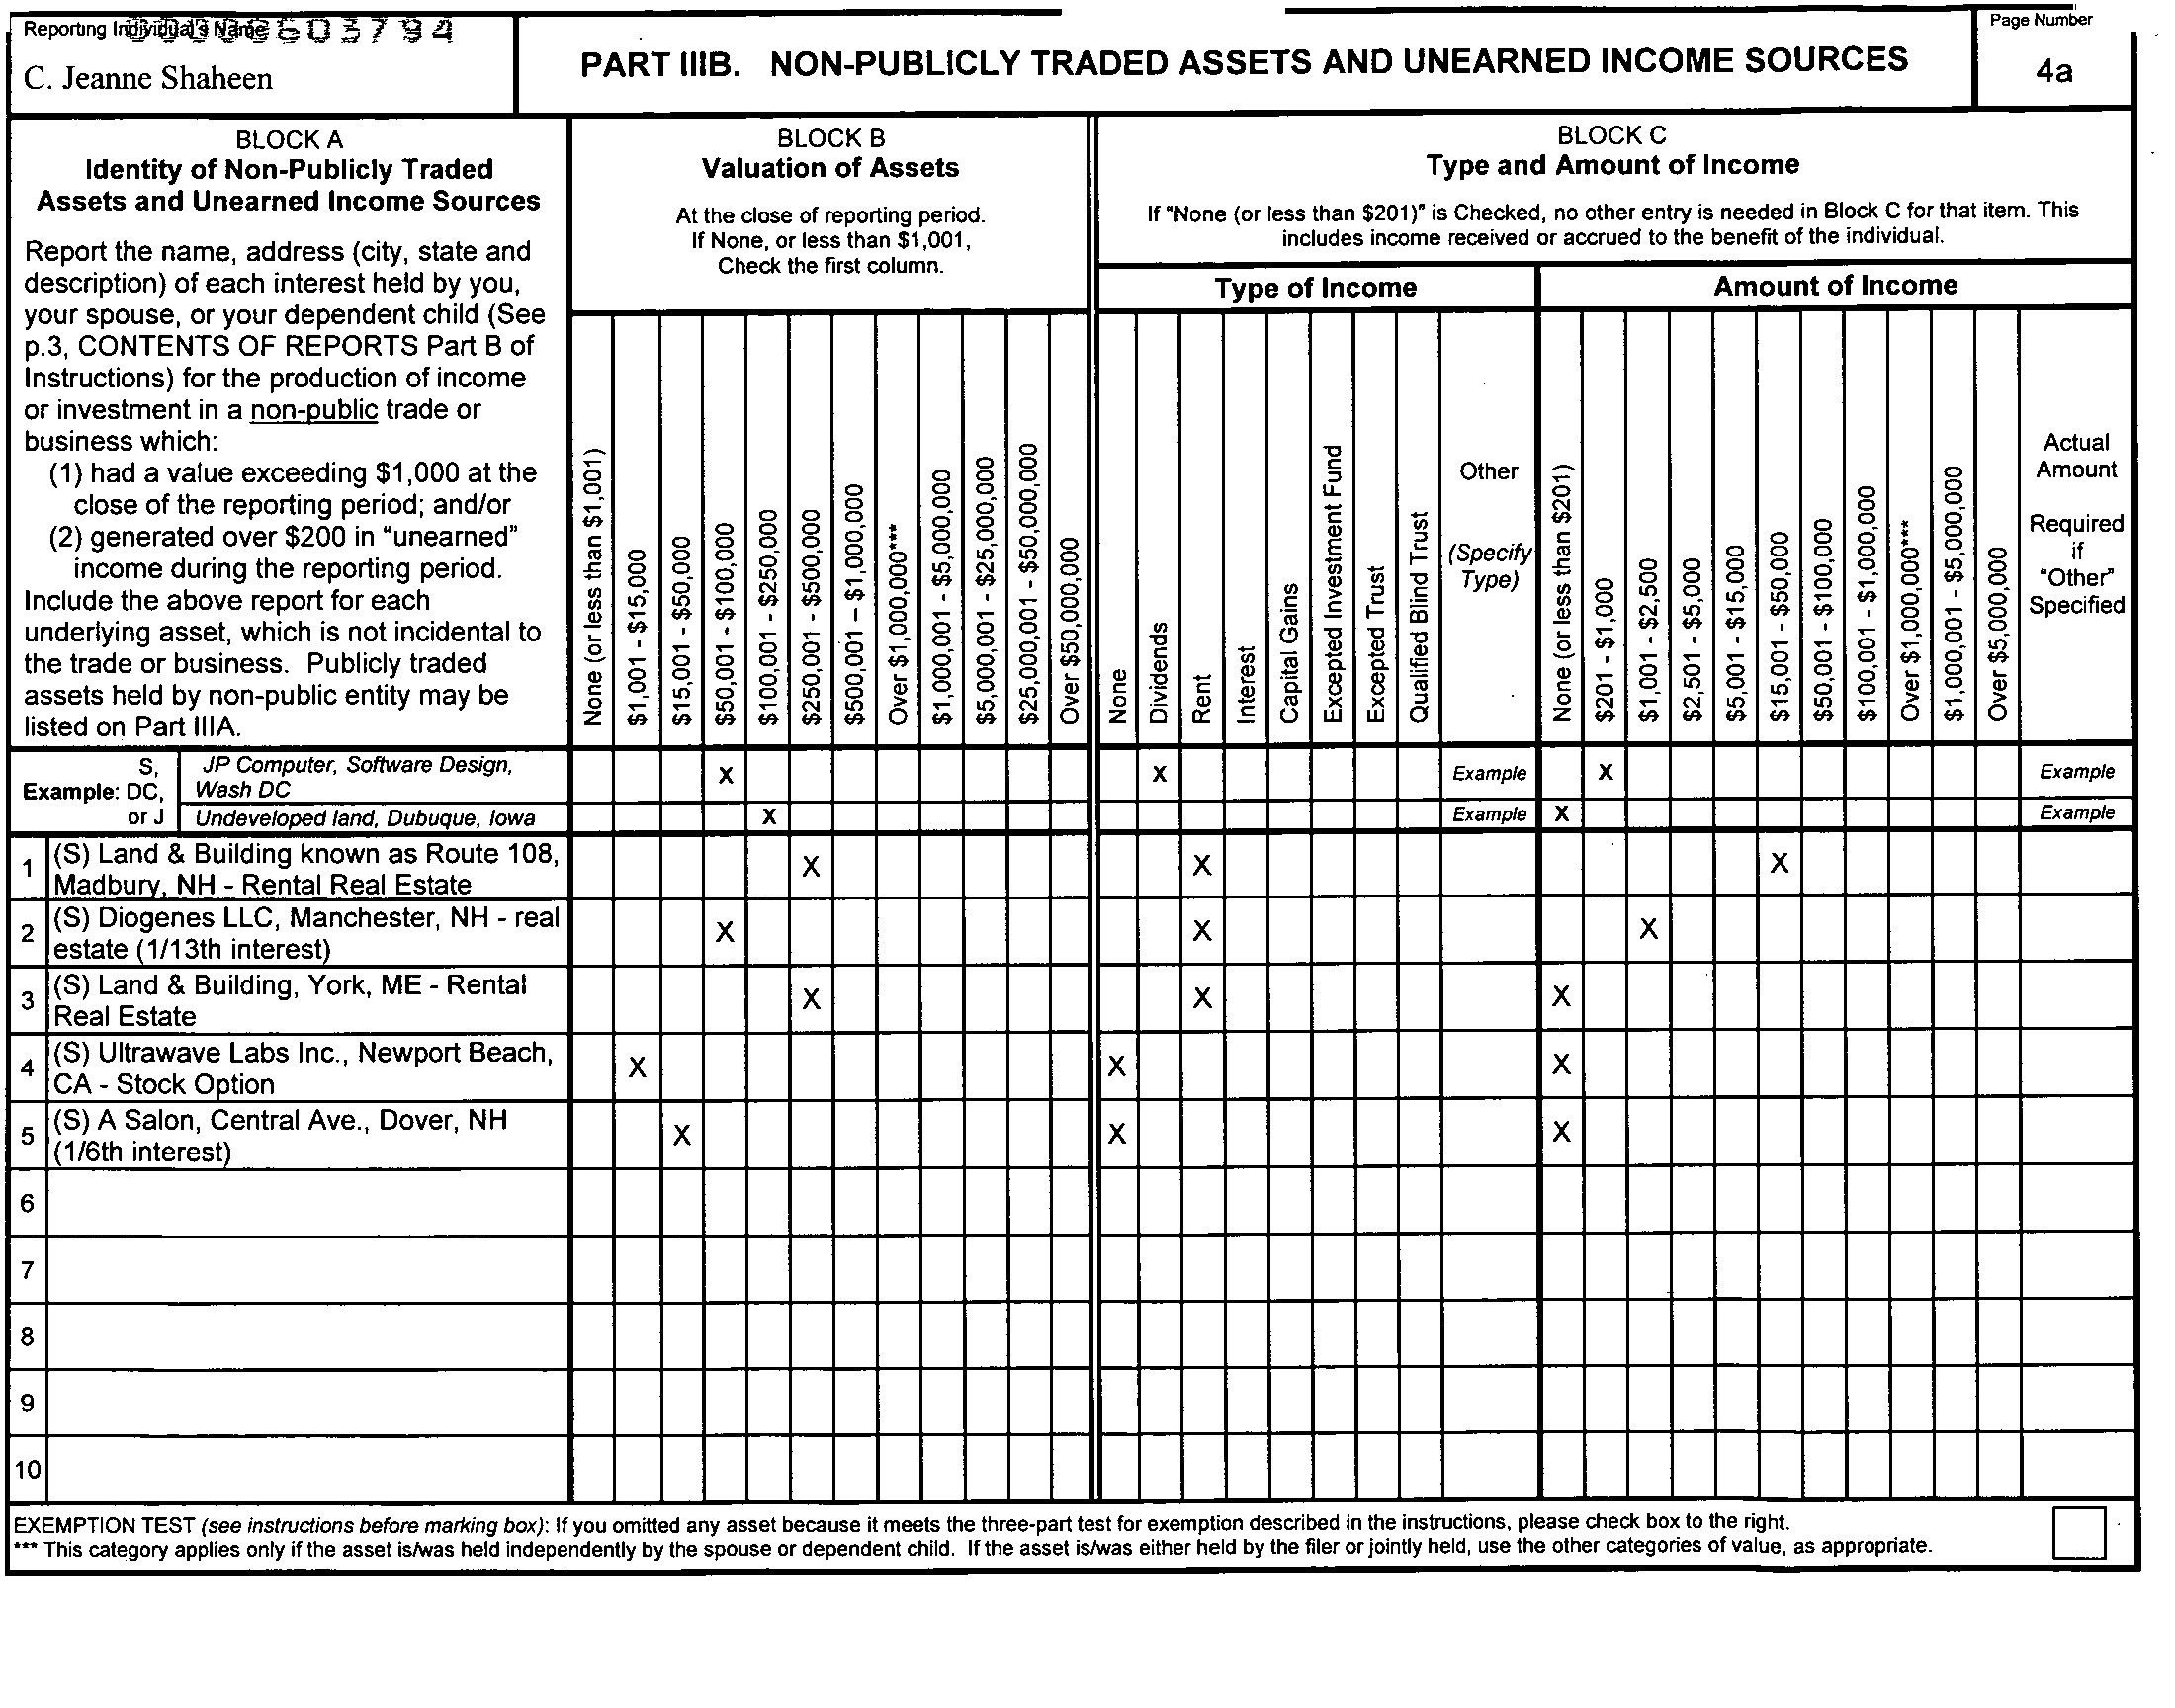 Reporting Individual's Name
603794
C. Jeanne Shaheen
PART IIIB. NON-PUBLICLY TRADED ASSETS AND UNEARNED INCOME SOURCES
Page Number
4a
BLOCK A
Identity of Non-Publicly Traded
Assets and Unearned Income Sources
Report the name, address (city, state and
description) of each interest held by you,
your spouse, or your dependent child (See
p.3, CONTENTS OF REPORTS Part B of
Instructions) for the production of income
or investment in a non-public trade or
business which:
(1) had a value exceeding $1,000 at the
close of the reporting period; and/or
(2) generated over $200 in "unearned"
income during the reporting period.
Include the above report for each
underlying asset, which is not incidental to
the trade or business. Publicly traded
assets held by non-public entity may be
listed on Part IIIA.
BLOCK B
Valuation of Assets
At the close of reporting period.
If None, or less than $1,001,
Check the first column.
None (or less than $1,001)
$1,001 - $15,000
$15,001 - $50,000
$50,001 - $100,000
$100,001 - $250,000
$250,001 - $500,000
$500,001 – $1,000,000
Over $1,000,000***
$1,000,001 - $5,000,000
$5,000,001 - $25,000,000
$25,000,001 - $50,000,000
Over $50,000,000
BLOCK C
Type and Amount of Income
If "None (or less than $201)" is Checked, no other entry is needed in Block C for that item. This
includes income received or accrued to the benefit of the individual.
Type of Income
None
Dividends
Rent
Interest
Capital Gains
Excepted Investment Fund
Excepted Trust
Qualified Blind Trust
Other
(Specify
Type)
Amount of Income
None (or less than $201)
$201 - $1,000
$1,001 - $2,500
$2,501 - $5,000
$5,001 - $15,000
$15,001 - $50,000
$50,001 - $100,000
$100,001 - $1,000,000
Over $1,000,000***
$1,000,001 - $5,000,000
Over $5,000,000
Actual
Amount
Required
if
"Other"
Specified
Example:
S,
DC,
or J
JP Computer, Software Design,
Wash DC
X X Example X Example
Undeveloped land, Dubuque, Iowa X Example X Example
1 (S) Land & Building known as Route 108,
Madbury, NH - Rental Real Estate
X X X
2 (S) Diogenes LLC, Manchester, NH - real
estate (1/13th interest)
X X X
3 (S) Land & Building, York, ME - Rental
Real Estate
X X X
4 (S) Ultrawave Labs Inc., Newport Beach,
CA - Stock Option
X X X
5 (S) A Salon, Central Ave., Dover, NH
(1/6th interest)
X X X
6
7
8
9
10
EXEMPTION TEST (see instructions before marking box): If you omitted any asset because it meets the three-part test for exemption described in the instructions, please check box to the right.
*** This category applies only if the asset is/was held independently by the spouse or dependent child. If the asset is/was either held by the filer or jointly held, use the other categories of value, as appropriate.